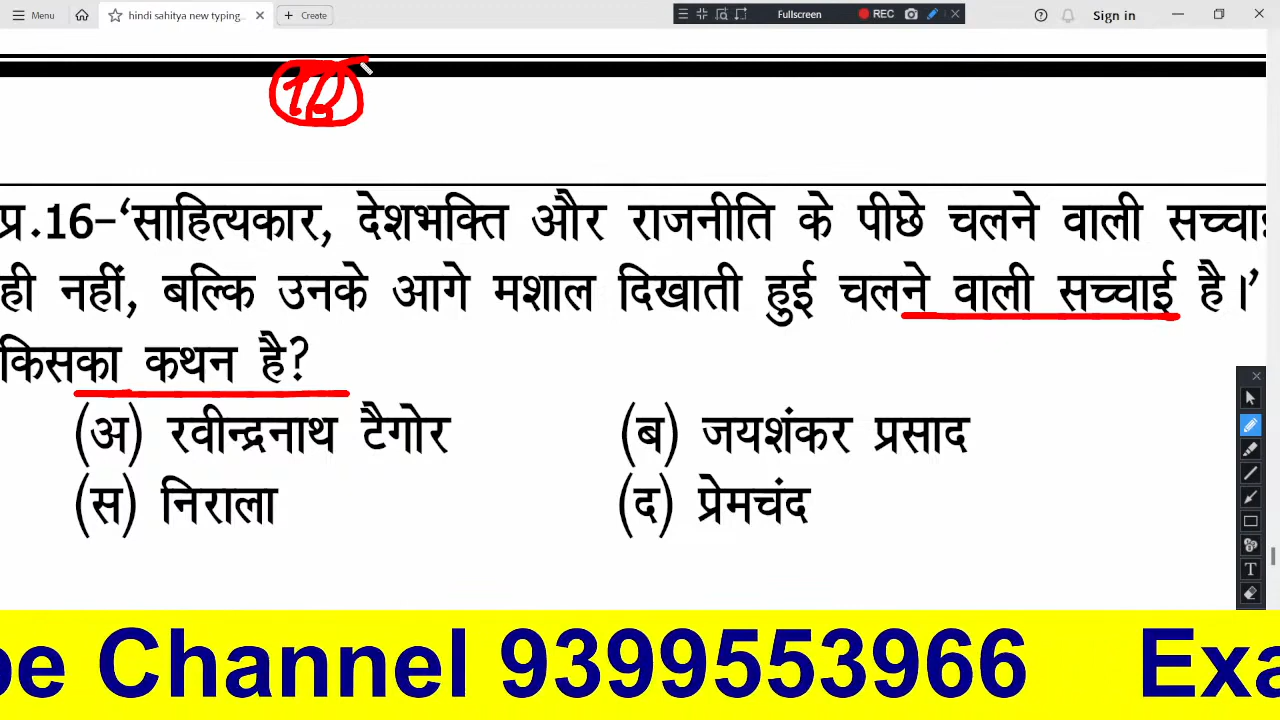 Menu
hindi sahitya new typing...
Create
Fullscreen
REC
Sign in
प्र.16-‘साहित्यकार, देशभक्ति और राजनीति के पीछे चलने वाली
ही नहीं, बल्कि उनके आगे मशाल दिखाती हुई चलने वाली सच्चाई है।’
किसका कथन है?
(अ) रवीन्द्रनाथ टैगोर (ब) जयशंकर प्रसाद
(स) निराला (द) प्रेमचंद
be Channel 9399553966 Exa